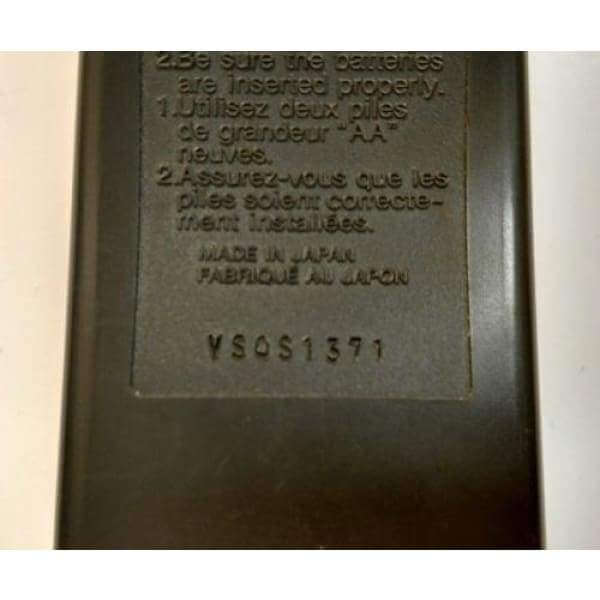 2.Be sure the batteries
are inserted properly.
1.Utilisez deux piles
de grandeur "AA"
neuves.
2.Assurez-vous que les
piles soient correcte-
ment installées.
MADE IN JAPAN
FABRIQUÉ AU JAPON
VSQS1371